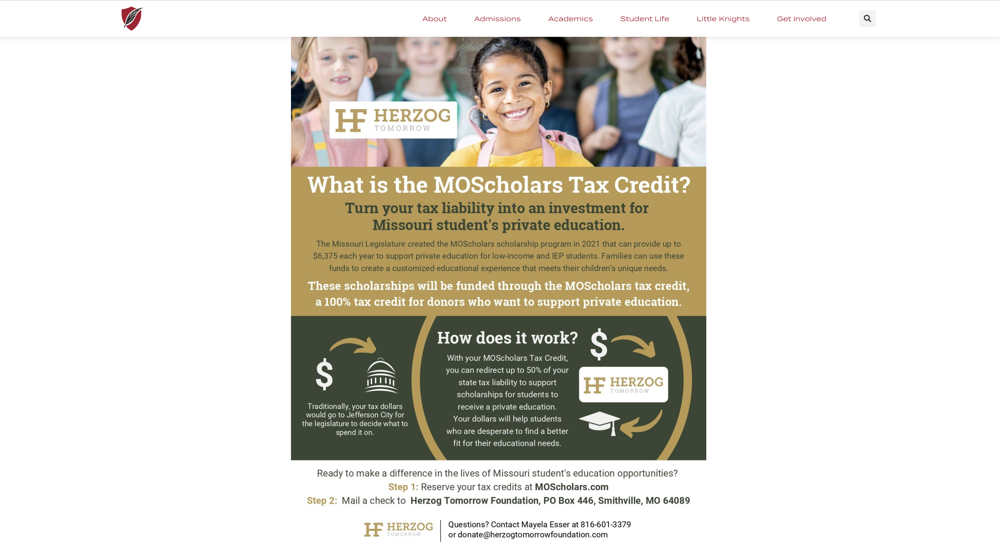 About Admissions Academics Student Life Little Knights Get Involved
HF HERZOG
TOMORROW
What is the MOScholars Tax Credit?
Turn your tax liability into an investment for
Missouri student's private education.
The Missouri Legislature created the MOScholars scholarship program in 2021 that can provide up to
$6,375 each year to support private education for low-income and IEP students. Families can use these
funds to create a customized educational experience that meets their children's unique needs.
These scholarships will be funded through the MOScholars tax credit,
a 100% tax credit for donors who want to support private education.
$
Traditionally, your tax dollars
would go to Jefferson City for
the legislature to decide what to
spend it on.
How does it work?
With your MOScholars Tax Credit,
you can redirect up to 50% of your
state tax liability to support
scholarships for students to
receive a private education.
Your dollars will help students
who are desperate to find a better
fit for their educational needs.
$
HF HERZOG
TOMORROW
Ready to make a difference in the lives of Missouri student's education opportunities?
Step 1: Reserve your tax credits at MOScholars.com
Step 2: Mail a check to Herzog Tomorrow Foundation, PO Box 446, Smithville, MO 64089
HF HERZOG
TOMORROW
Questions? Contact Mayela Esser at 816-601-3379
or donate@herzogtomorrowfoundation.com